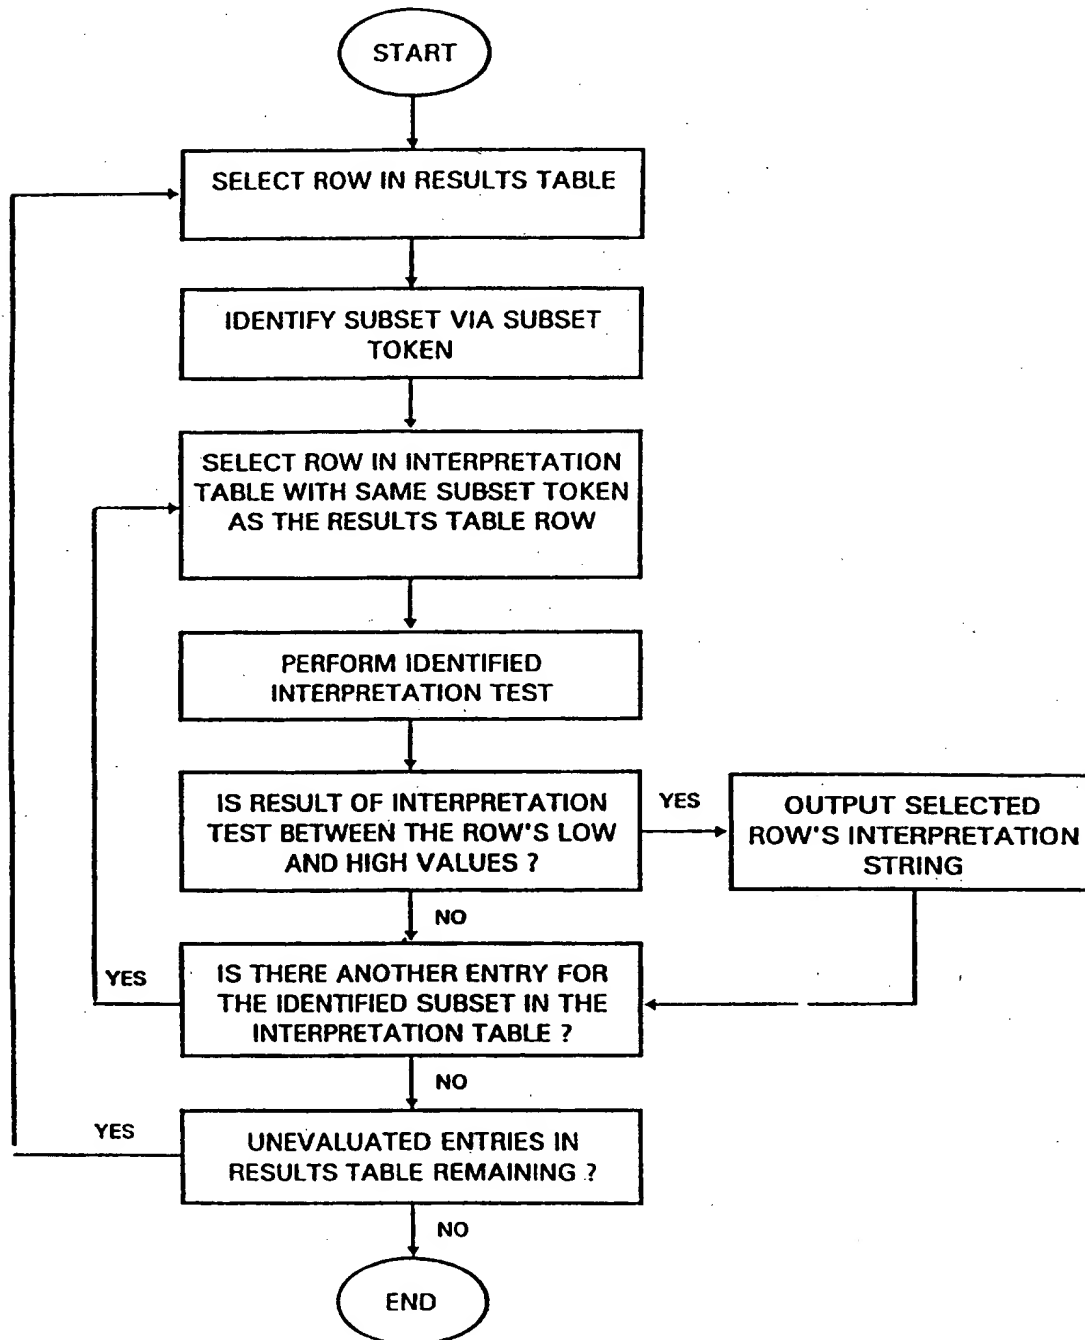 START
SELECT ROW IN RESULTS TABLE
IDENTIFY SUBSET VIA SUBSET
TOKEN
SELECT ROW IN INTERPRETATION
TABLE WITH SAME SUBSET TOKEN
AS THE RESULTS TABLE ROW
PERFORM IDENTIFIED
INTERPRETATION TEST
IS RESULT OF INTERPRETATION
TEST BETWEEN THE ROW'S LOW
AND HIGH VALUES ?
YES
OUTPUT SELECTED
ROW'S INTERPRETATION
STRING
NO
IS THERE ANOTHER ENTRY FOR
THE IDENTIFIED SUBSET IN THE
INTERPRETATION TABLE ?
YES
NO
UNEVALUATED ENTRIES IN
RESULTS TABLE REMAINING ?
YES
NO
END